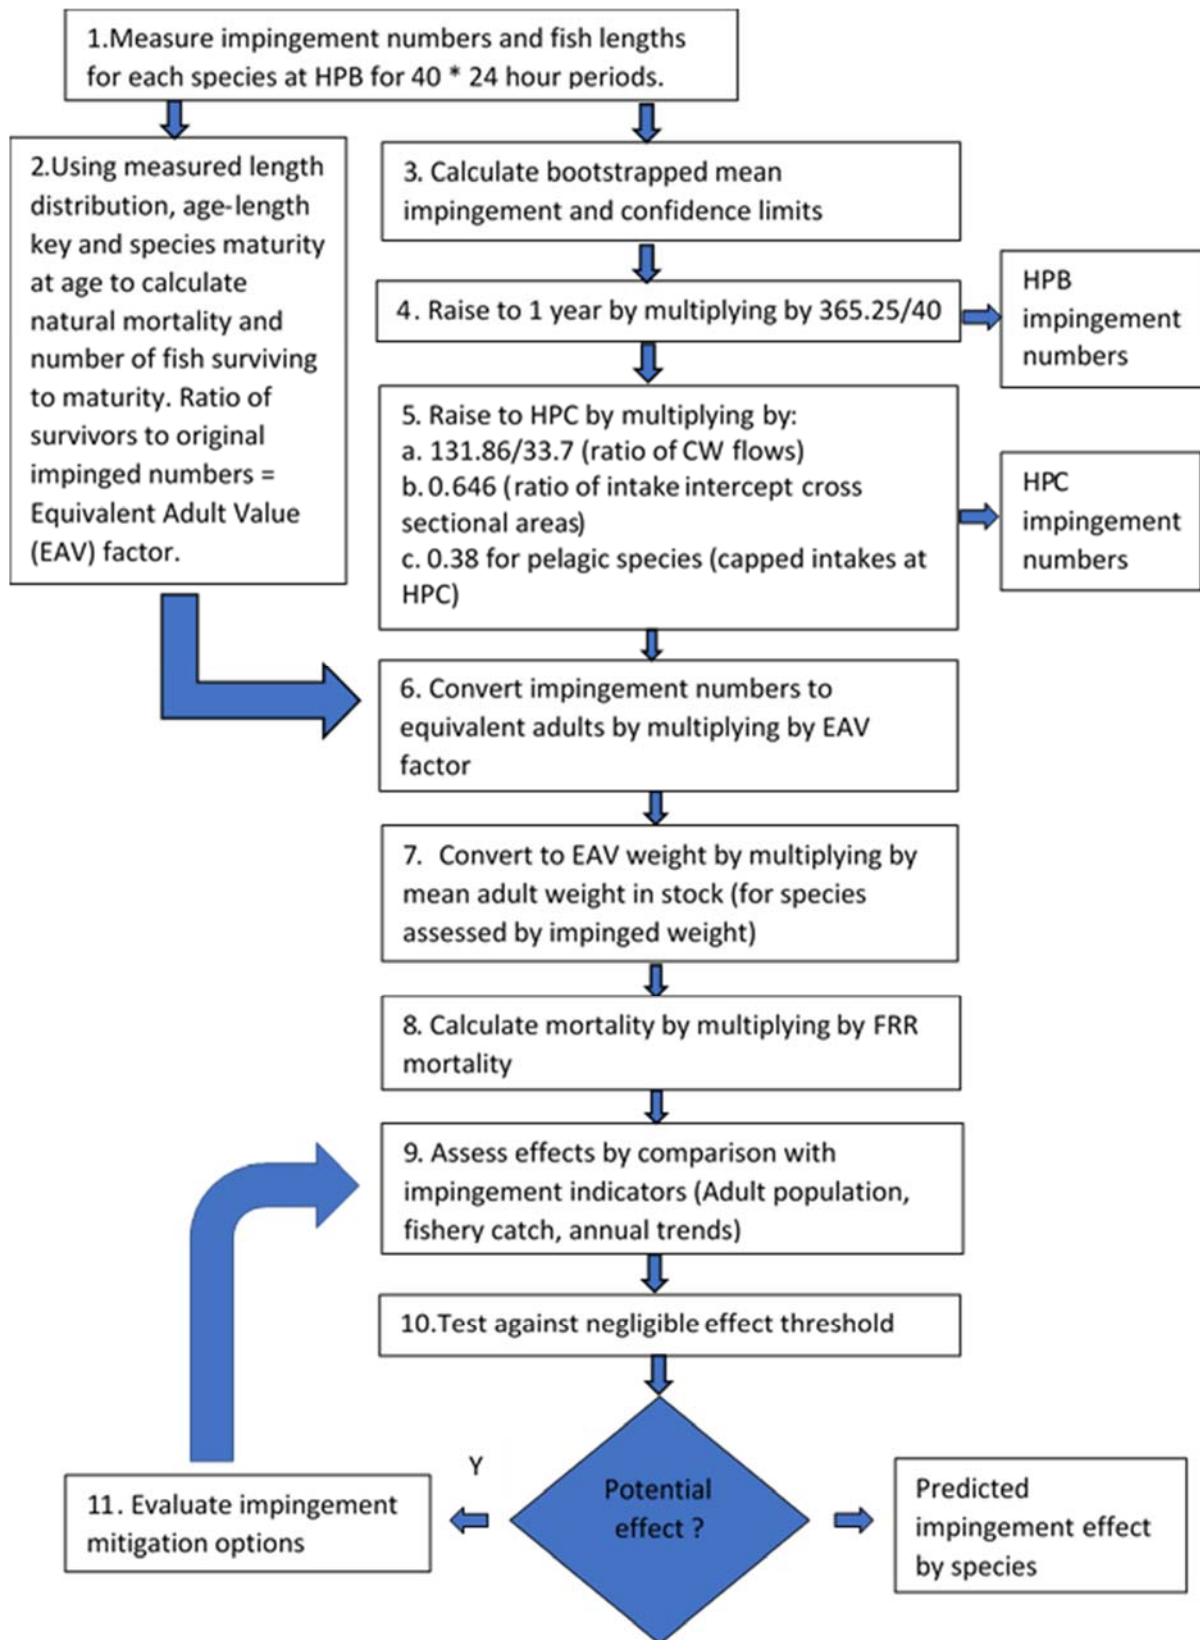 1.Measure impingement numbers and fish lengths
for each species at HPB for 40 * 24 hour periods.
2.Using measured length
distribution, age-length
key and species maturity
at age to calculate
natural mortality and
number of fish surviving
to maturity. Ratio of
survivors to original
impinged numbers =
Equivalent Adult Value
(EAV) factor.
3. Calculate bootstrapped mean
impingement and confidence limits
4. Raise to 1 year by multiplying by 365.25/40
HPB
impingement
numbers
5. Raise to HPC by multiplying by:
a. 131.86/33.7 (ratio of CW flows)
b. 0.646 (ratio of intake intercept cross
sectional areas)
c. 0.38 for pelagic species (capped intakes at
HPC)
HPC
impingement
numbers
6. Convert impingement numbers to
equivalent adults by multiplying by EAV
factor
7. Convert to EAV weight by multiplying by
mean adult weight in stock (for species
assessed by impinged weight)
8. Calculate mortality by multiplying by FRR
mortality
9. Assess effects by comparison with
impingement indicators (Adult population,
fishery catch, annual trends)
10.Test against negligible effect threshold
Potential
effect ?
Y
11. Evaluate impingement
mitigation options
Predicted
impingement effect
by species